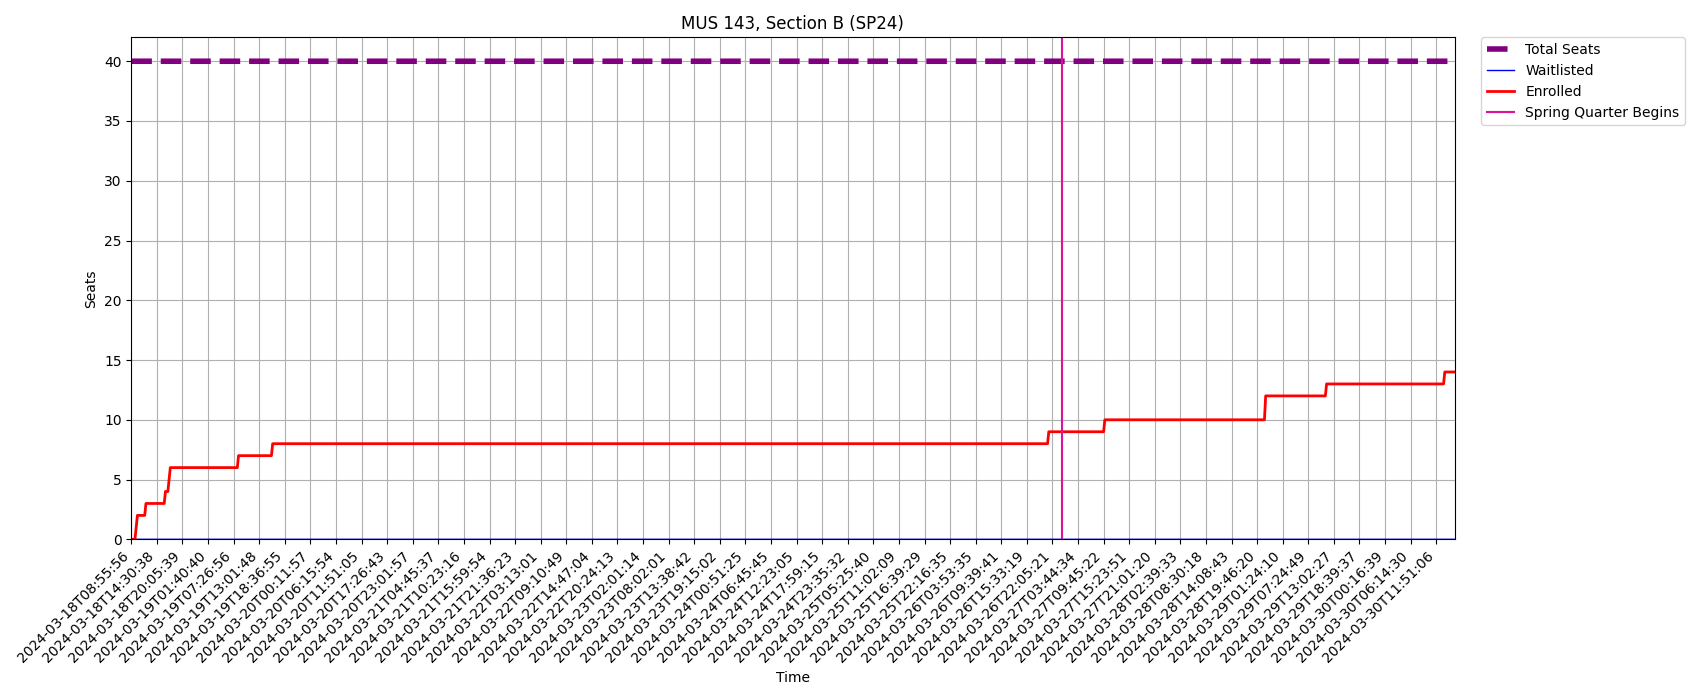 MUS 143, Section B (SP24)
Total Seats
Waitlisted
Enrolled
Spring Quarter Begins
Seats
40
35
30
25
20
15
10
5
0
2024-03-18T08:55:56
2024-03-18T14:30:38
2024-03-18T20:05:39
2024-03-19T01:40:40
2024-03-19T07:26:56
2024-03-19T13:01:48
2024-03-19T18:36:55
2024-03-20T00:11:57
2024-03-20T06:15:54
2024-03-20T11:51:05
2024-03-20T17:26:43
2024-03-20T23:01:57
2024-03-21T04:45:37
2024-03-21T10:23:16
2024-03-21T15:59:54
2024-03-21T21:36:23
2024-03-22T03:13:01
2024-03-22T09:10:49
2024-03-22T14:47:04
2024-03-22T20:24:13
2024-03-23T02:01:14
2024-03-23T08:02:01
2024-03-23T13:38:42
2024-03-23T19:15:02
2024-03-24T00:51:25
2024-03-24T06:45:45
2024-03-24T12:23:05
2024-03-24T17:59:15
2024-03-24T23:35:32
2024-03-25T05:25:40
2024-03-25T11:02:09
2024-03-25T16:39:29
2024-03-25T22:16:35
2024-03-26T03:53:35
2024-03-26T09:39:41
2024-03-26T15:33:19
2024-03-26T22:05:21
2024-03-27T03:44:34
2024-03-27T09:45:22
2024-03-27T15:23:51
2024-03-27T21:01:20
2024-03-28T02:39:33
2024-03-28T08:30:18
2024-03-28T14:08:43
2024-03-28T19:46:20
2024-03-29T01:24:10
2024-03-29T07:24:49
2024-03-29T13:02:27
2024-03-29T18:39:37
2024-03-30T00:16:39
2024-03-30T06:14:30
2024-03-30T11:51:06
Time